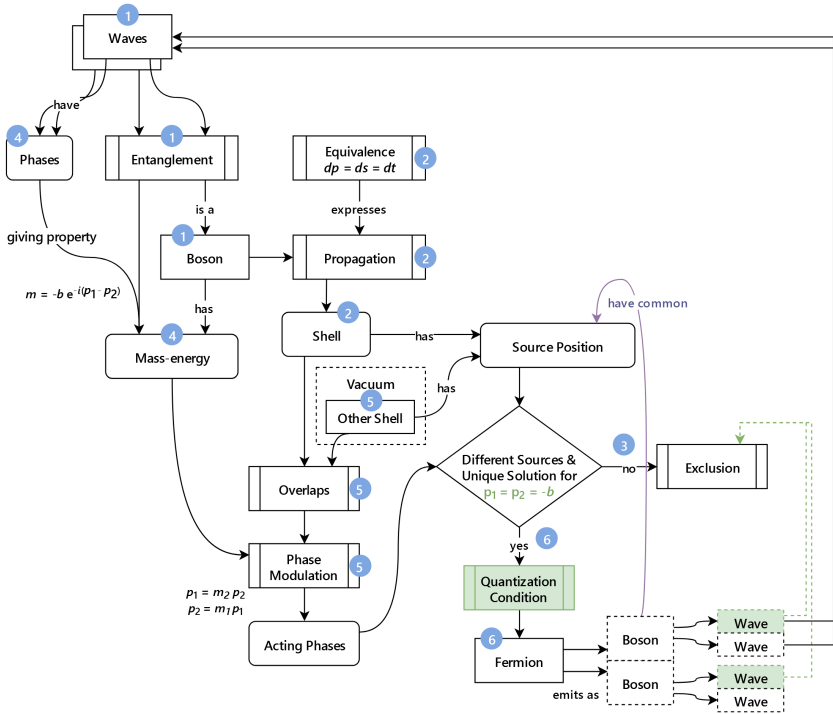 1
Waves
have
4
Phases
1
Entanglement
Equivalence
dp = ds = dt
2
is a
expresses
giving property
1
Boson
Propagation
2
m = -b e^-i(p1 - p2)
has
have common
2
Shell
has
Source Position
4
Mass-energy
Vacuum
5
Other Shell
has
3
Different Sources &
Unique Solution for
p1 = p2 = -b
no
Exclusion
Overlaps
5
yes
6
Phase
Modulation
5
Quantization
Condition
p1 = m2 p2
p2 = m1 p1
Acting Phases
6
Fermion
emits as
Boson
Boson
Wave
Wave
Wave
Wave